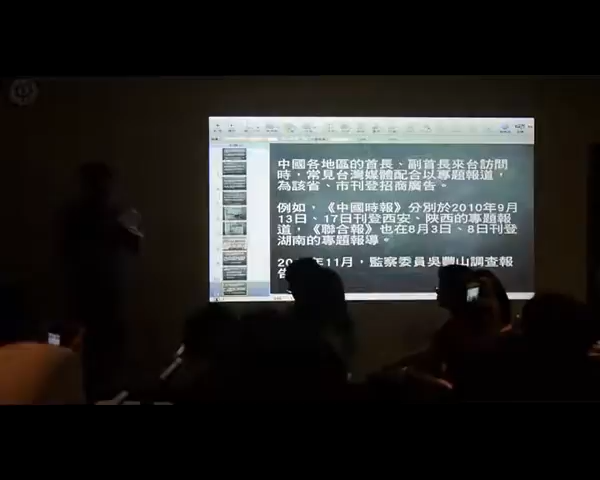 中國各地區的首長、副首長來台訪問
時，常見台灣媒體配合以專題報道，
為該省、市刊登招商廣告。
例如，《中國時報》分別於2010年9月
13日、17日刊登西安、陝西的專題報
道，《聯合報》也在8月3日、8日刊登
湖南的專題報導。
年11月，監察委員吳豐山調查報